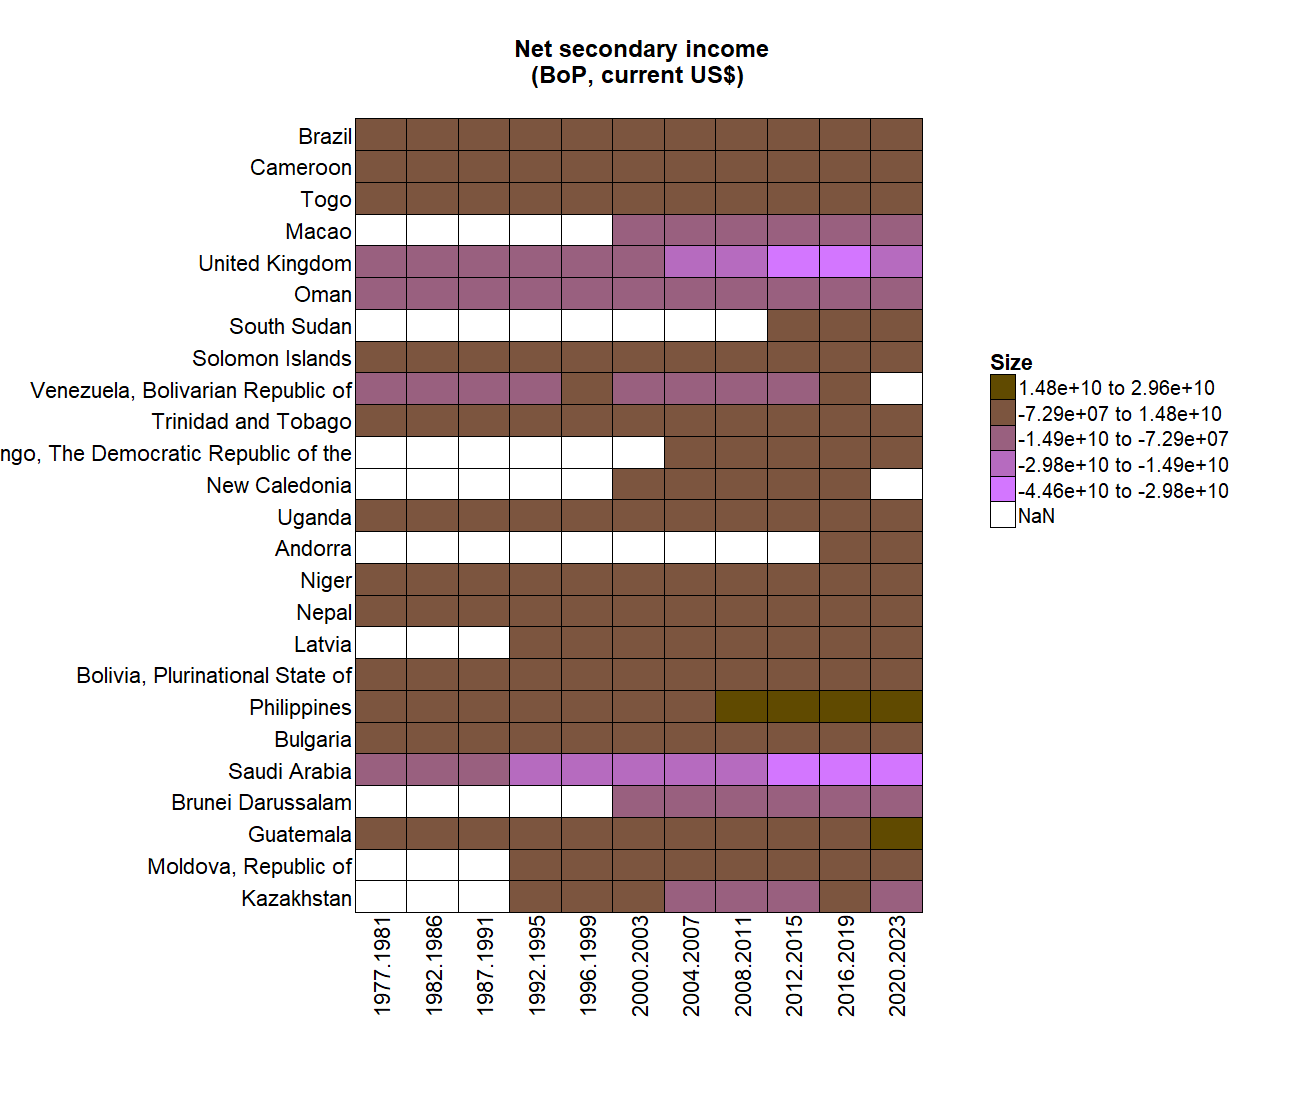 Net secondary income
(BoP, current US$)
Brazil
Cameroon
Togo
Macao
United Kingdom
Oman
South Sudan
Solomon Islands
Venezuela, Bolivarian Republic of
Trinidad and Tobago
ngo, The Democratic Republic of the
New Caledonia
Uganda
Andorra
Niger
Nepal
Latvia
Bolivia, Plurinational State of
Philippines
Bulgaria
Saudi Arabia
Brunei Darussalam
Guatemala
Moldova, Republic of
Kazakhstan
1977.1981
1982.1986
1987.1991
1992.1995
1996.1999
2000.2003
2004.2007
2008.2011
2012.2015
2016.2019
2020.2023
Size
1.48e+10 to 2.96e+10
-7.29e+07 to 1.48e+10
-1.49e+10 to -7.29e+07
-2.98e+10 to -1.49e+10
-4.46e+10 to -2.98e+10
NaN